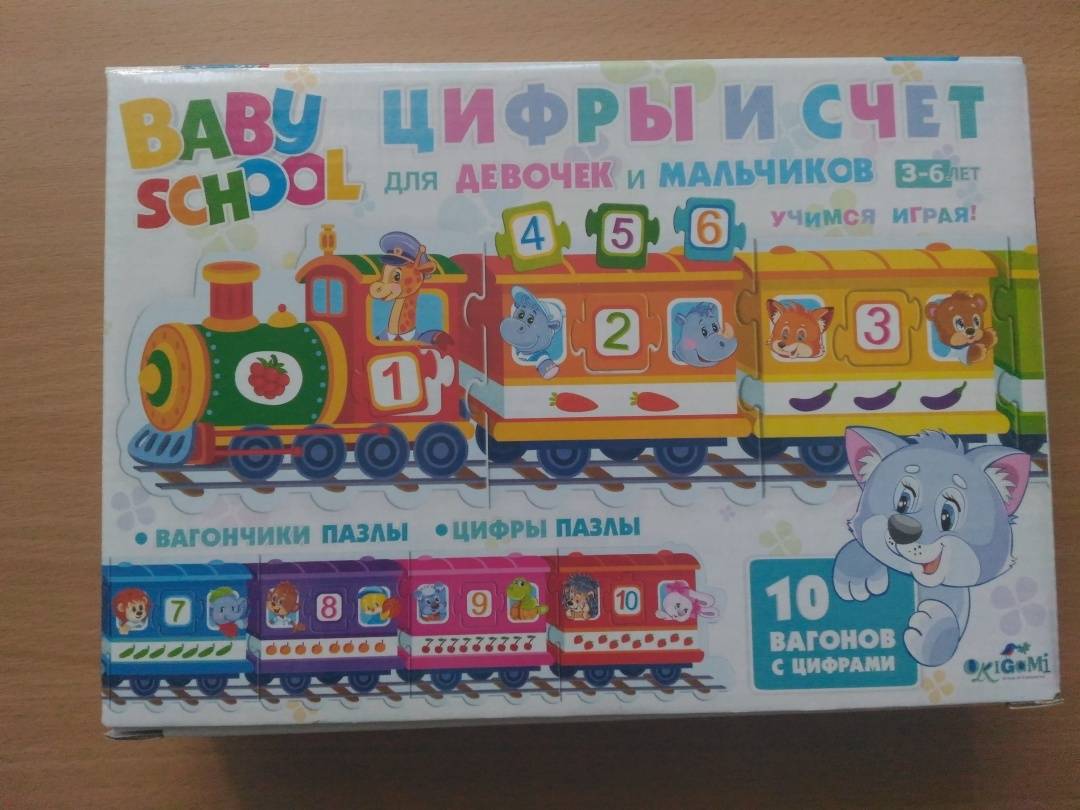 BABY
SCHOOL
ЦИФРЫ И СЧЕТ
для ДЕВОЧЕК и МАЛЬЧИКОВ 3-6 ЛЕТ
УЧИМСЯ ИГРАЯ!
4 5 6
1 2 3
• ВАГОНЧИКИ ПАЗЛЫ • ЦИФРЫ ПАЗЛЫ
7 8 9 10
10
ВАГОНОВ
С ЦИФРАМИ
ORIGAMI